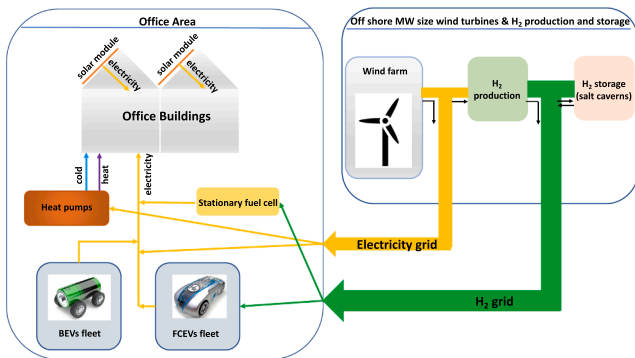 Office Area
solar module
electricity
solar module
electricity
Office Buildings
cold
heat
electricity
Heat pumps
Stationary fuel cell
BEVs fleet
FCEVs fleet
Off shore MW size wind turbines & H2 production and storage
Wind farm
H2
production
H2 storage
(salt caverns)
Electricity grid
H2 grid